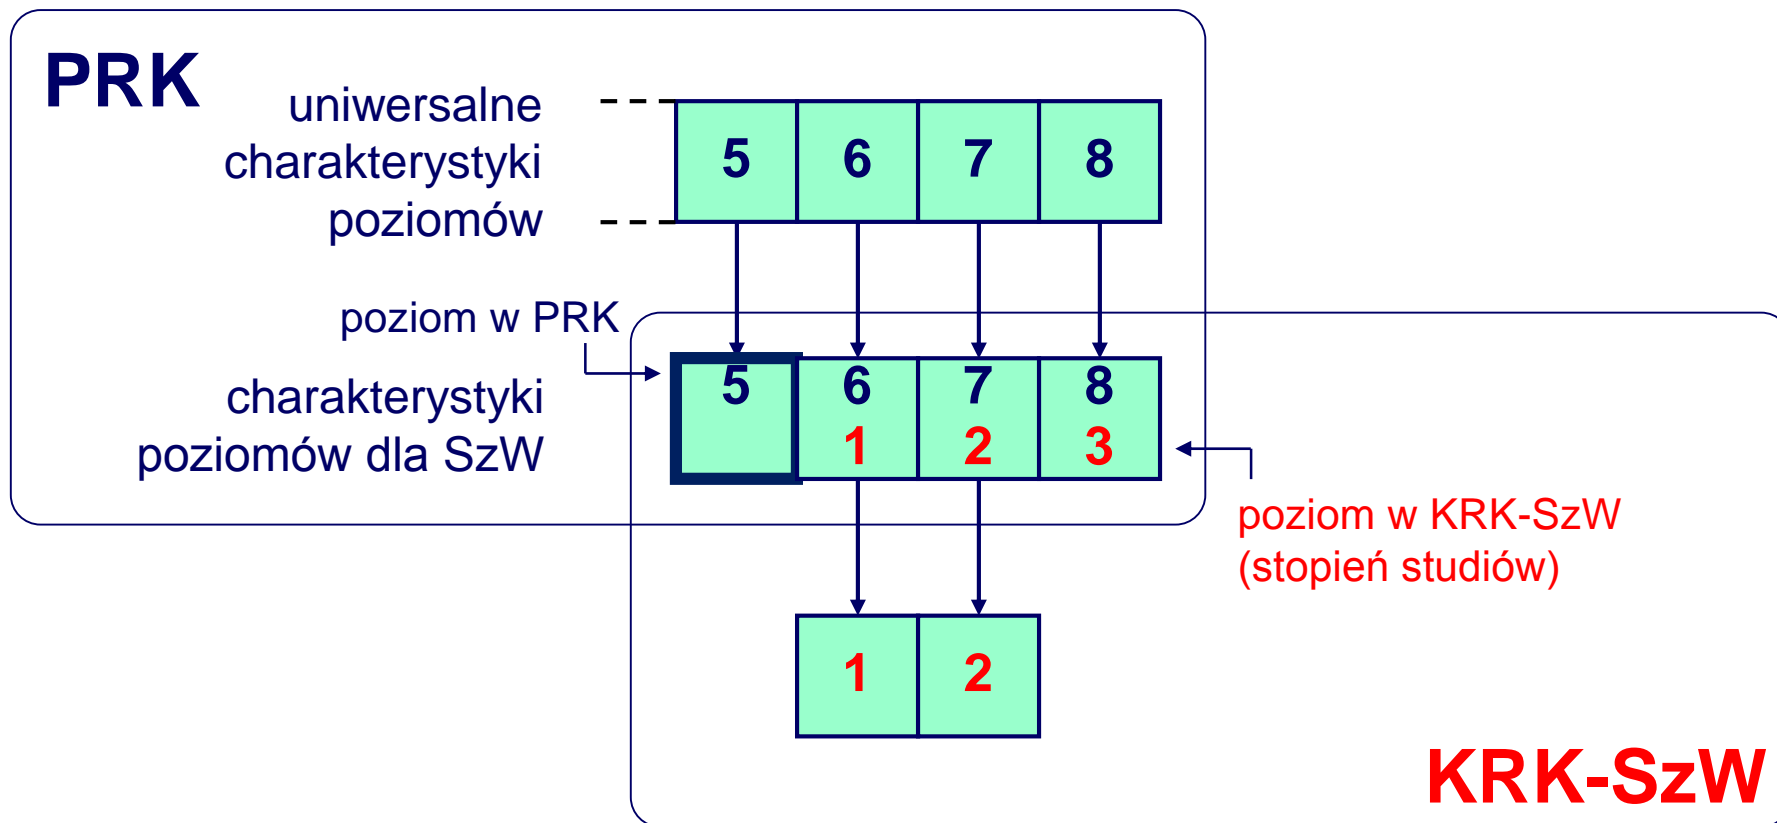 PRK
uniwersalne
charakterystyki
poziomów
5 6 7 8
poziom w PRK
charakterystyki
poziomów dla SzW
5 6 7 8
1 2 3
poziom w KRK-SzW
(stopień studiów)
1 2
KRK-SzW